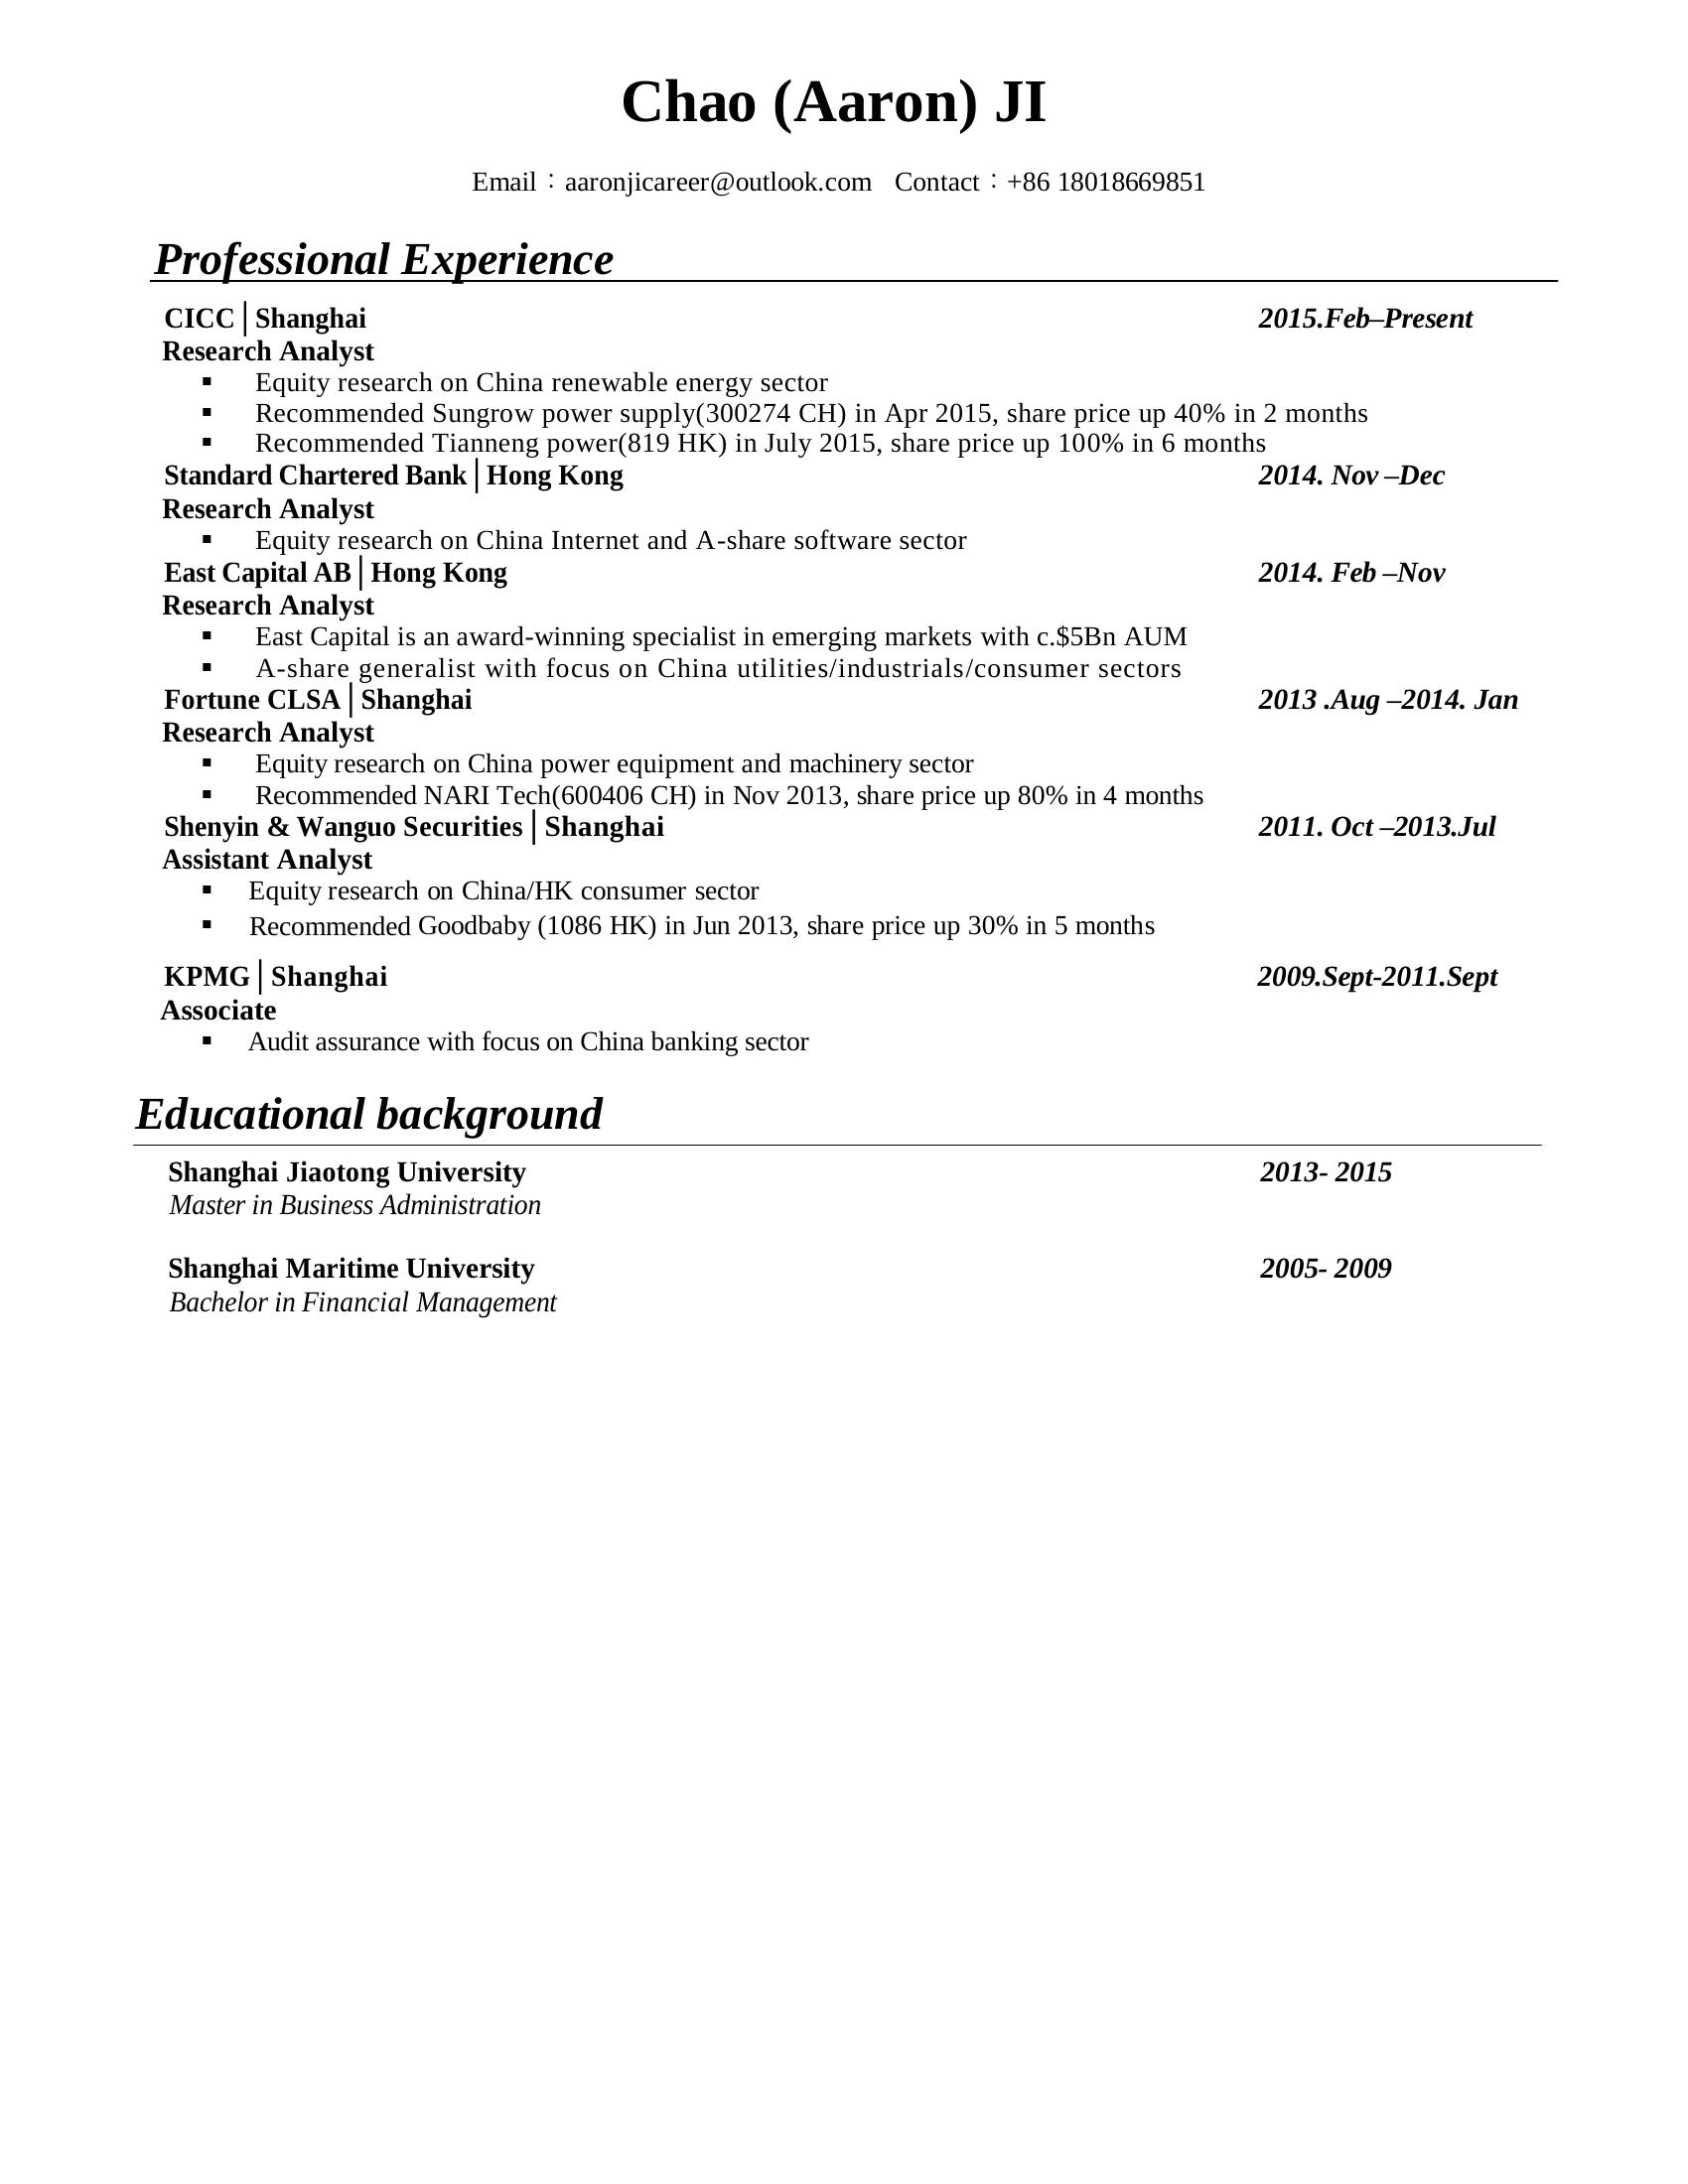 Chao (Aaron) JI
Email：aaronjicareer@outlook.com Contact：+86 18018669851
Professional Experience
CICC│Shanghai 2015.Feb–Present
Research Analyst
▪ Equity research on China renewable energy sector
▪ Recommended Sungrow power supply(300274 CH) in Apr 2015, share price up 40% in 2 months
▪ Recommended Tianneng power(819 HK) in July 2015, share price up 100% in 6 months
Standard Chartered Bank│Hong Kong 2014. Nov –Dec
Research Analyst
▪ Equity research on China Internet and A-share software sector
East Capital AB│Hong Kong 2014. Feb –Nov
Research Analyst
▪ East Capital is an award-winning specialist in emerging markets with c.$5Bn AUM
▪ A-share generalist with focus on China utilities/industrials/consumer sectors
Fortune CLSA│Shanghai 2013 .Aug –2014. Jan
Research Analyst
▪ Equity research on China power equipment and machinery sector
▪ Recommended NARI Tech(600406 CH) in Nov 2013, share price up 80% in 4 months
Shenyin & Wanguo Securities│Shanghai 2011. Oct –2013.Jul
Assistant Analyst
▪ Equity research on China/HK consumer sector
▪ Recommended Goodbaby (1086 HK) in Jun 2013, share price up 30% in 5 months
KPMG│Shanghai 2009.Sept-2011.Sept
Associate
▪ Audit assurance with focus on China banking sector
Educational background
Shanghai Jiaotong University 2013- 2015
Master in Business Administration
Shanghai Maritime University 2005- 2009
Bachelor in Financial Management